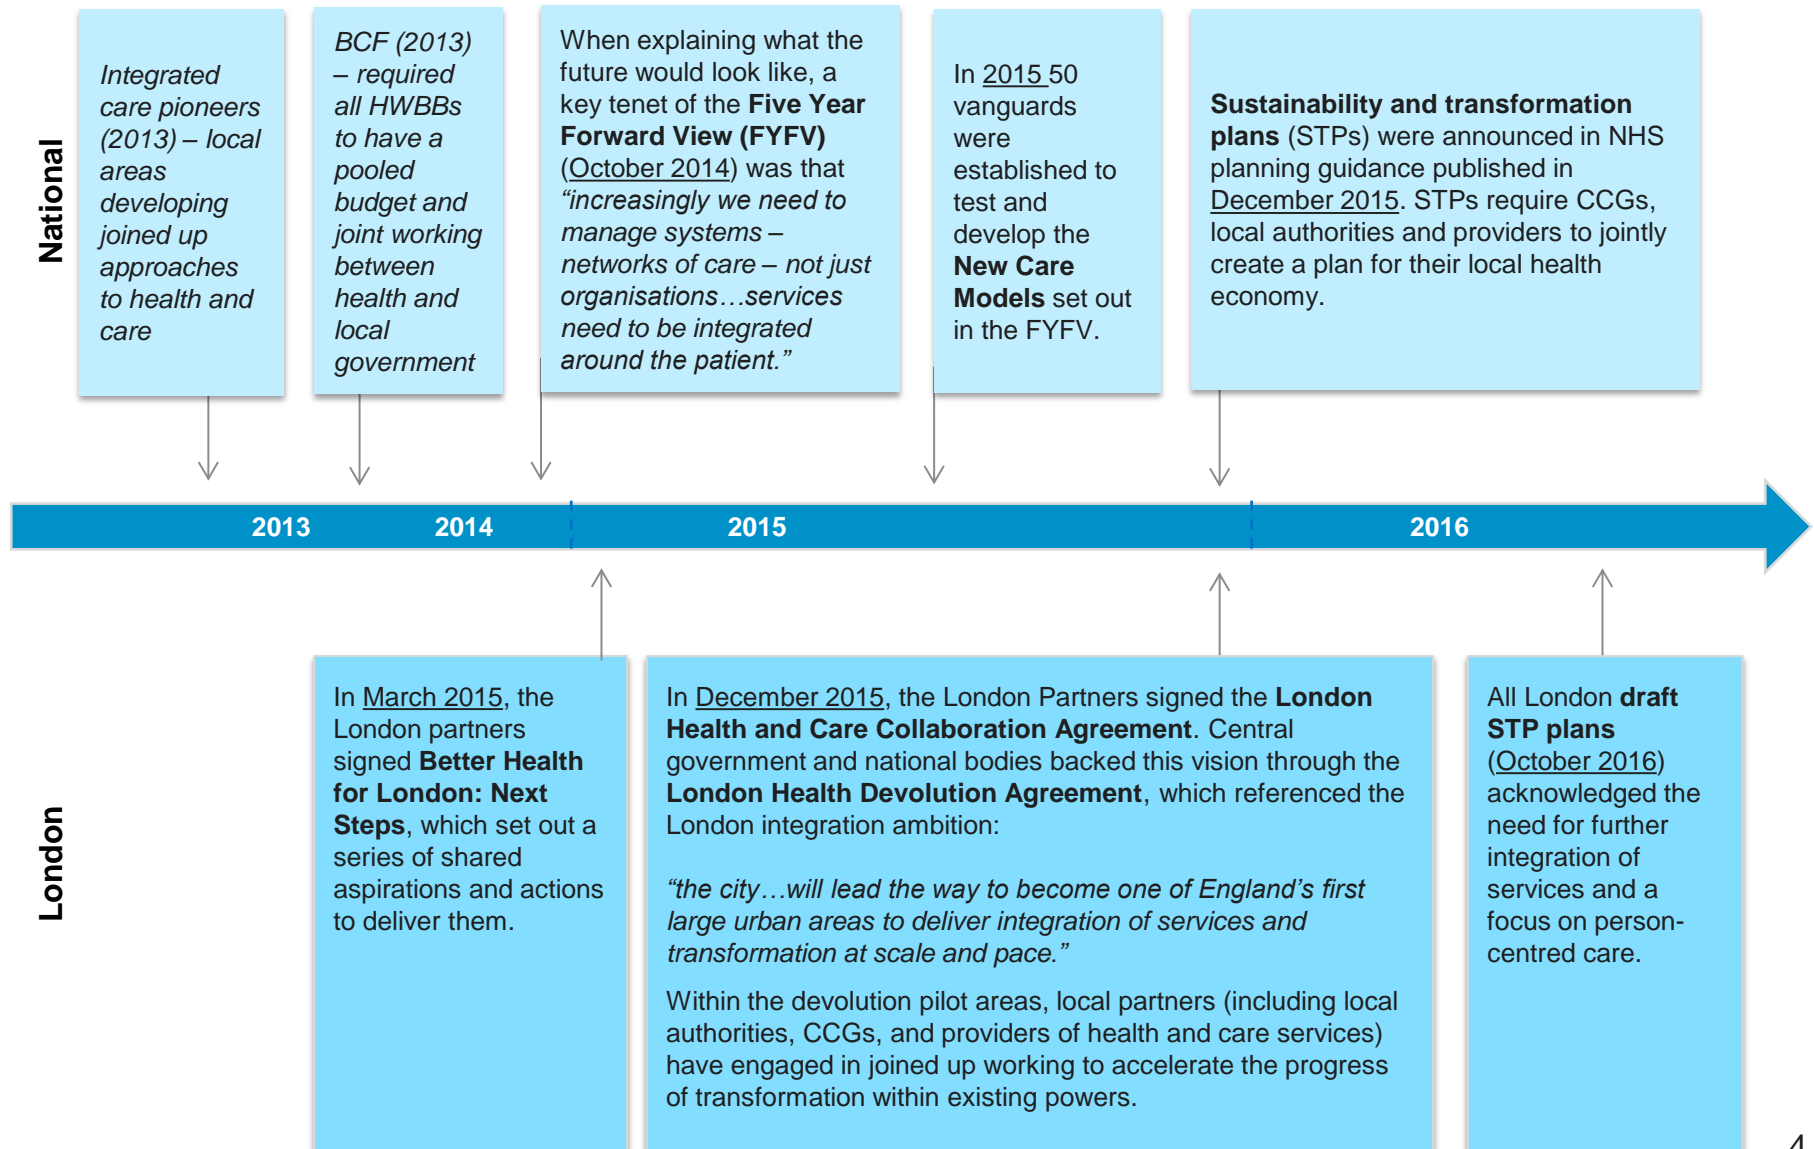 National
Integrated
care pioneers
(2013) – local
areas
developing
joined up
approaches
to health and
care
BCF (2013)
– required
all HWBBs
to have a
pooled
budget and
joint working
between
health and
local
government
When explaining what the
future would look like, a
key tenet of the Five Year
Forward View (FYFV)
(October 2014) was that
“increasingly we need to
manage systems –
networks of care – not just
organisations…services
need to be integrated
around the patient.”
In 2015 50
vanguards
were
established to
test and
develop the
New Care
Models set out
in the FYFV.
Sustainability and transformation
plans (STPs) were announced in NHS
planning guidance published in
December 2015. STPs require CCGs,
local authorities and providers to jointly
create a plan for their local health
economy.
2013 2014 2015 2016
London
In March 2015, the
London partners
signed Better Health
for London: Next
Steps, which set out a
series of shared
aspirations and actions
to deliver them.
In December 2015, the London Partners signed the London
Health and Care Collaboration Agreement. Central
government and national bodies backed this vision through the
London Health Devolution Agreement, which referenced the
London integration ambition:
“the city…will lead the way to become one of England’s first
large urban areas to deliver integration of services and
transformation at scale and pace.”
Within the devolution pilot areas, local partners (including local
authorities, CCGs, and providers of health and care services)
have engaged in joined up working to accelerate the progress
of transformation within existing powers.
All London draft
STP plans
(October 2016)
acknowledged the
need for further
integration of
services and a
focus on person-
centred care.
4